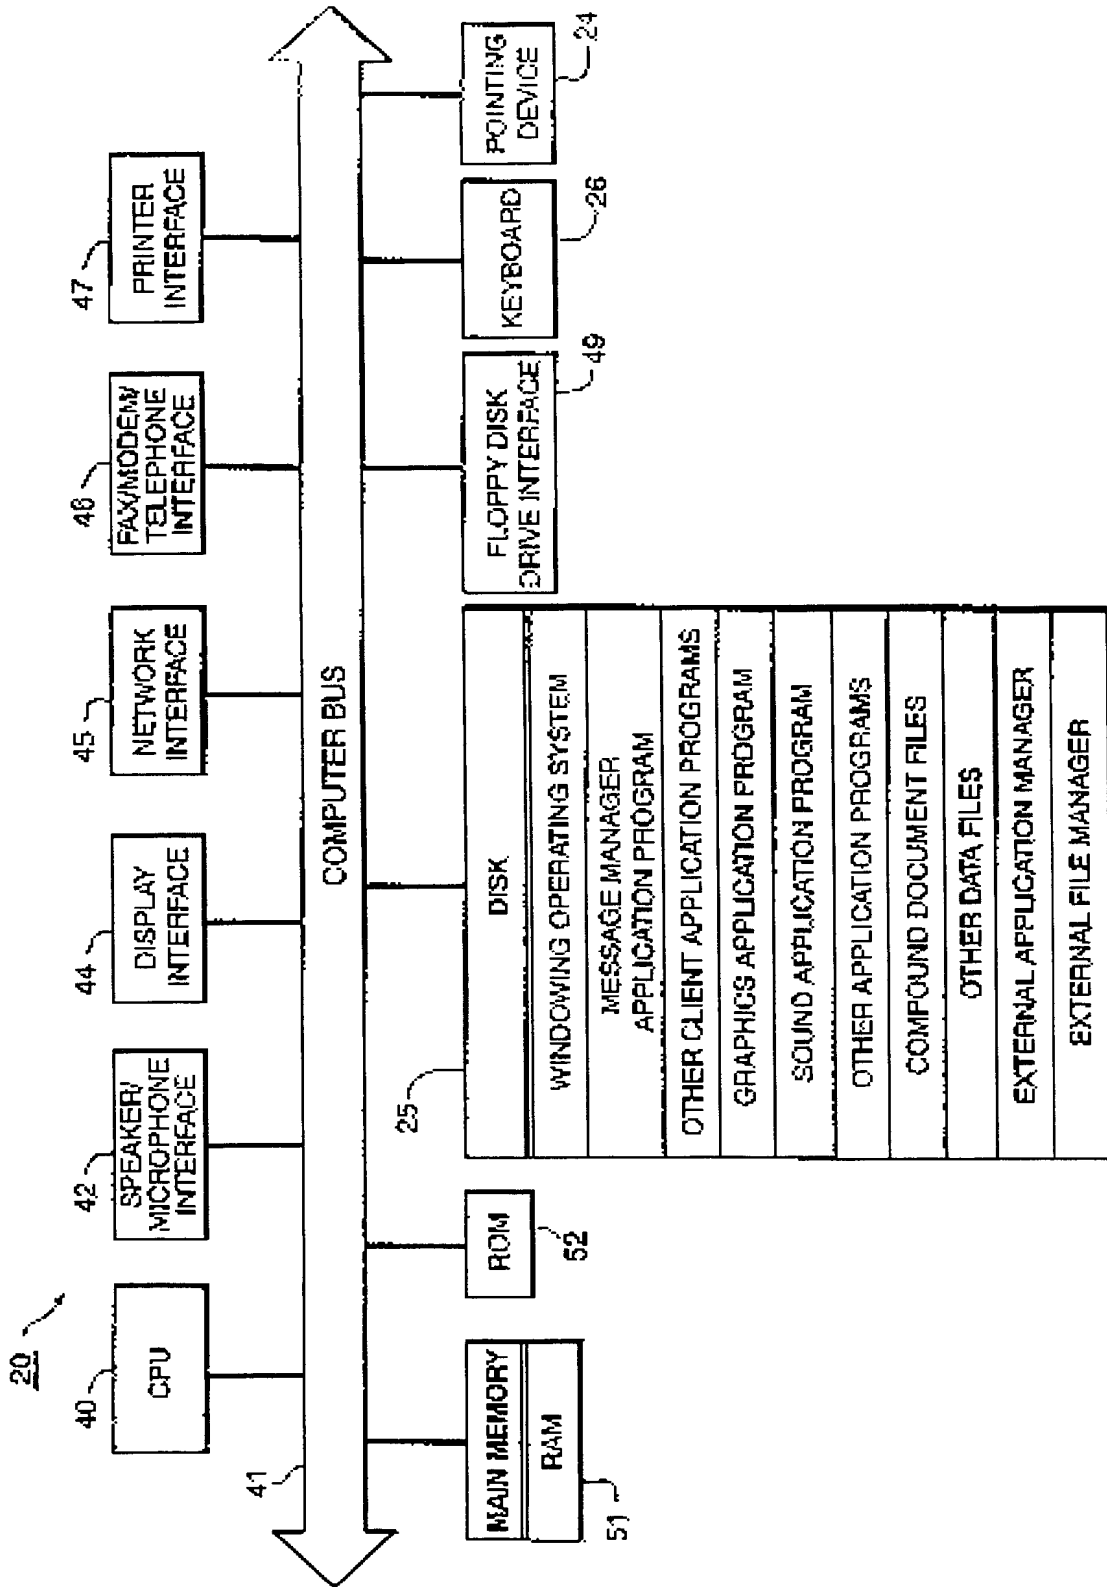 20
40
CPU
42
SPEAKER/
MICROPHONE
INTERFACE
44
DISPLAY
INTERFACE
45
NETWORK
INTERFACE
46
FAX/MODEM/
TELEPHONE
INTERFACE
47
PRINTER
INTERFACE
41
COMPUTER BUS
MAIN MEMORY
RAM
51
ROM
52
25
DISK
WINDOWING OPERATING SYSTEM
MESSAGE MANAGER
APPLICATION PROGRAM
OTHER CLIENT APPLICATION PROGRAMS
GRAPHICS APPLICATION PROGRAM
SOUND APPLICATION PROGRAM
OTHER APPLICATION PROGRAMS
COMPOUND DOCUMENT FILES
OTHER DATA FILES
EXTERNAL APPLICATION MANAGER
EXTERNAL FILE MANAGER
FLOPPY DISK
DRIVE INTERFACE
49
KEYBOARD
26
POINTING
DEVICE
24